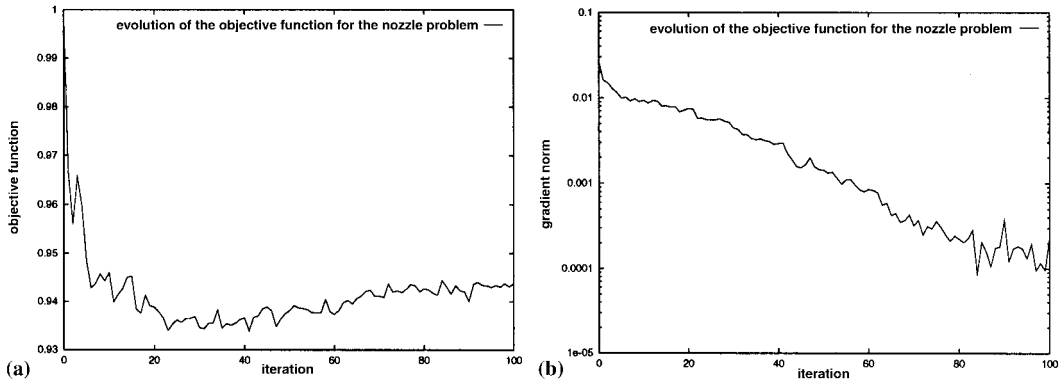 1
0.99
0.98
0.97
0.96
0.95
0.94
0.93
0
20
40
60
80
100
objective function
iteration
evolution of the objective function for the nozzle problem
(a)
0.1
0.01
0.001
0.0001
1e-05
0
20
40
60
80
100
gradient norm
iteration
evolution of the objective function for the nozzle problem
(b)